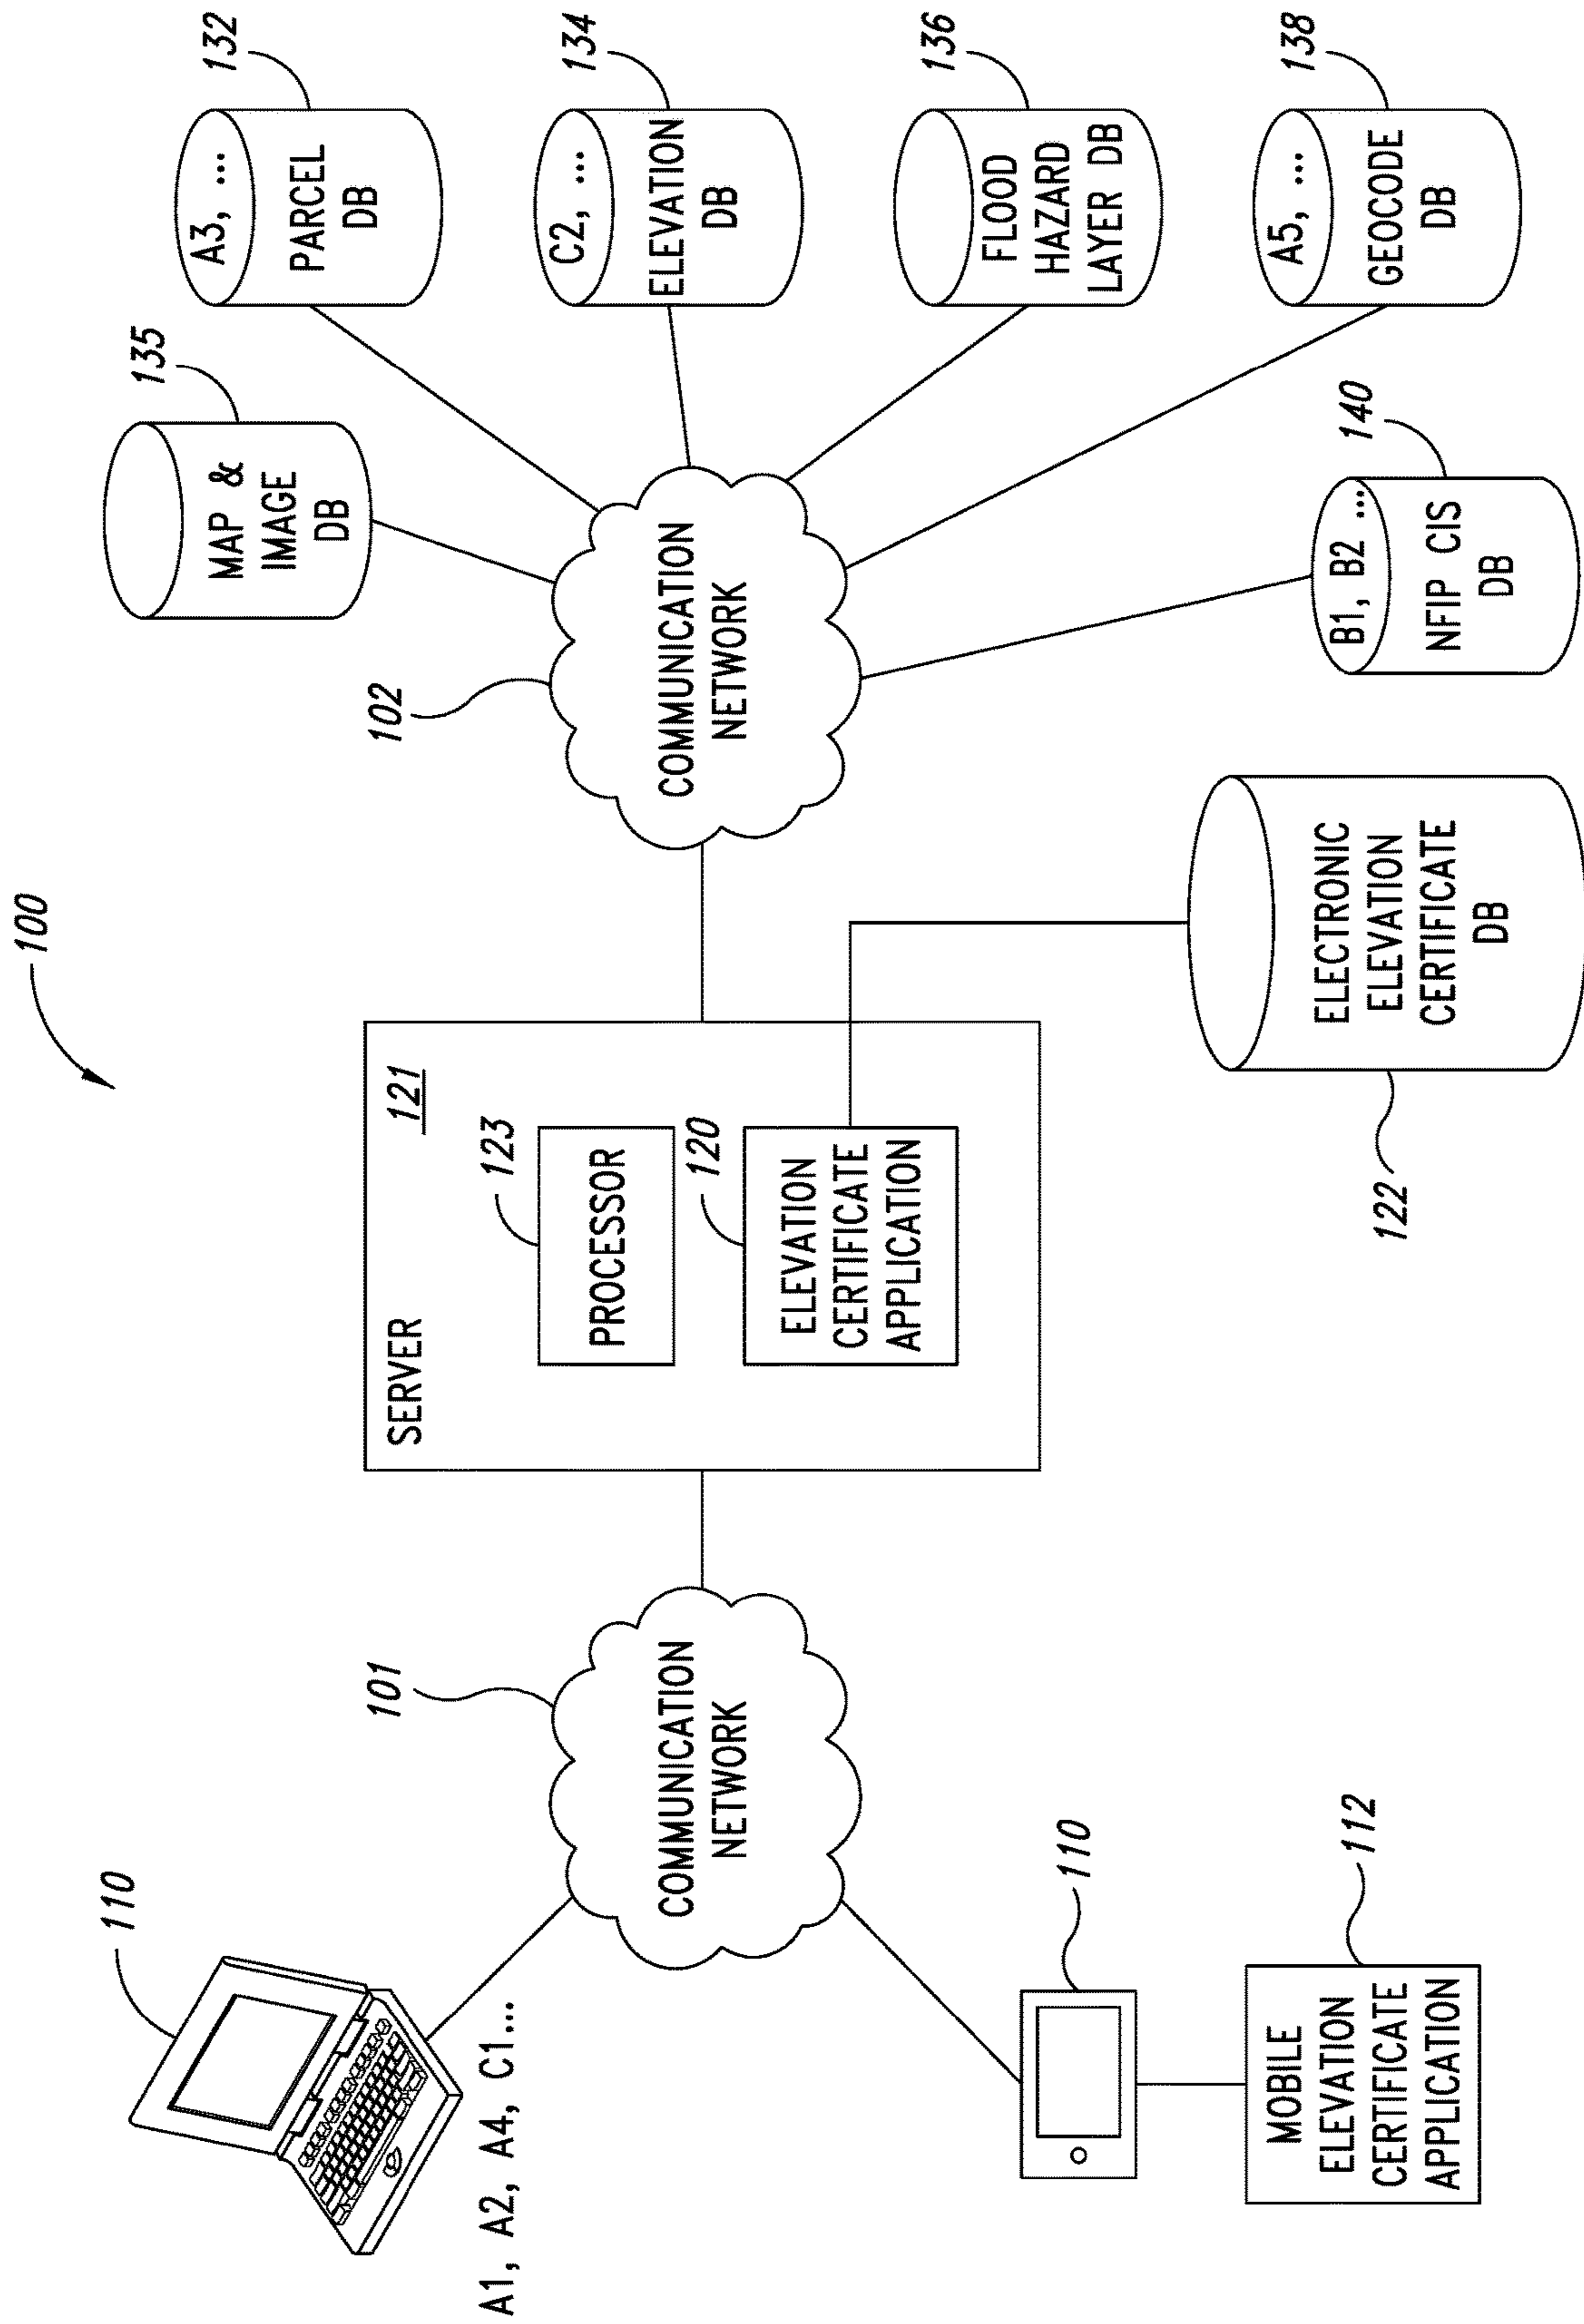 100
110
A1, A2, A4, C1...
101
COMMUNICATION
NETWORK
110
MOBILE
ELEVATION
CERTIFICATE
APPLICATION
112
SERVER
121
PROCESSOR
123
ELEVATION
CERTIFICATE
APPLICATION
120
ELECTRONIC
ELEVATION
CERTIFICATE
DB
122
102
COMMUNICATION
NETWORK
MAP &
IMAGE
DB
135
A3, ...
PARCEL
DB
132
C2, ...
ELEVATION
DB
134
FLOOD
HAZARD
LAYER DB
136
A5, ...
GEOCODE
DB
138
B1, B2 ...
NFIP CIS
DB
140